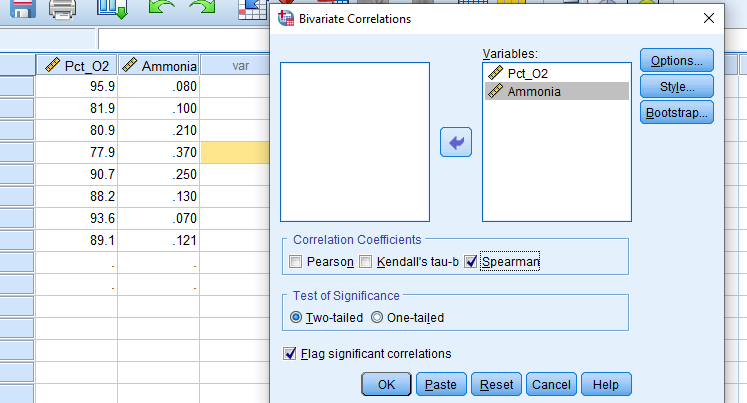 Bivariate Correlations
Pct_O2 Ammonia var
95.9 .080
81.9 .100
80.9 .210
77.9 .370
90.7 .250
88.2 .130
93.6 .070
89.1 .121
. .
. .
Variables:
Pct_O2
Ammonia
Options...
Style...
Bootstrap...
Correlation Coefficients
Pearson Kendall's tau-b Spearman
Test of Significance
Two-tailed One-tailed
Flag significant correlations
OK Paste Reset Cancel Help